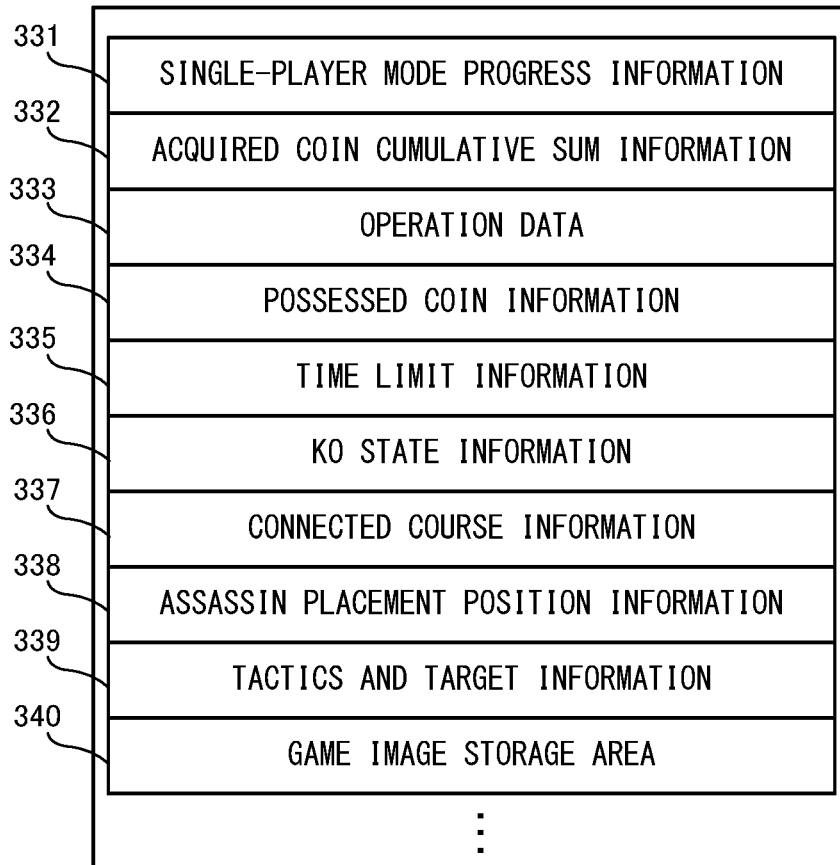 331 SINGLE-PLAYER MODE PROGRESS INFORMATION
332 ACQUIRED COIN CUMULATIVE SUM INFORMATION
333 OPERATION DATA
334 POSSESSED COIN INFORMATION
335 TIME LIMIT INFORMATION
336 KO STATE INFORMATION
337 CONNECTED COURSE INFORMATION
338 ASSASSIN PLACEMENT POSITION INFORMATION
339 TACTICS AND TARGET INFORMATION
340 GAME IMAGE STORAGE AREA